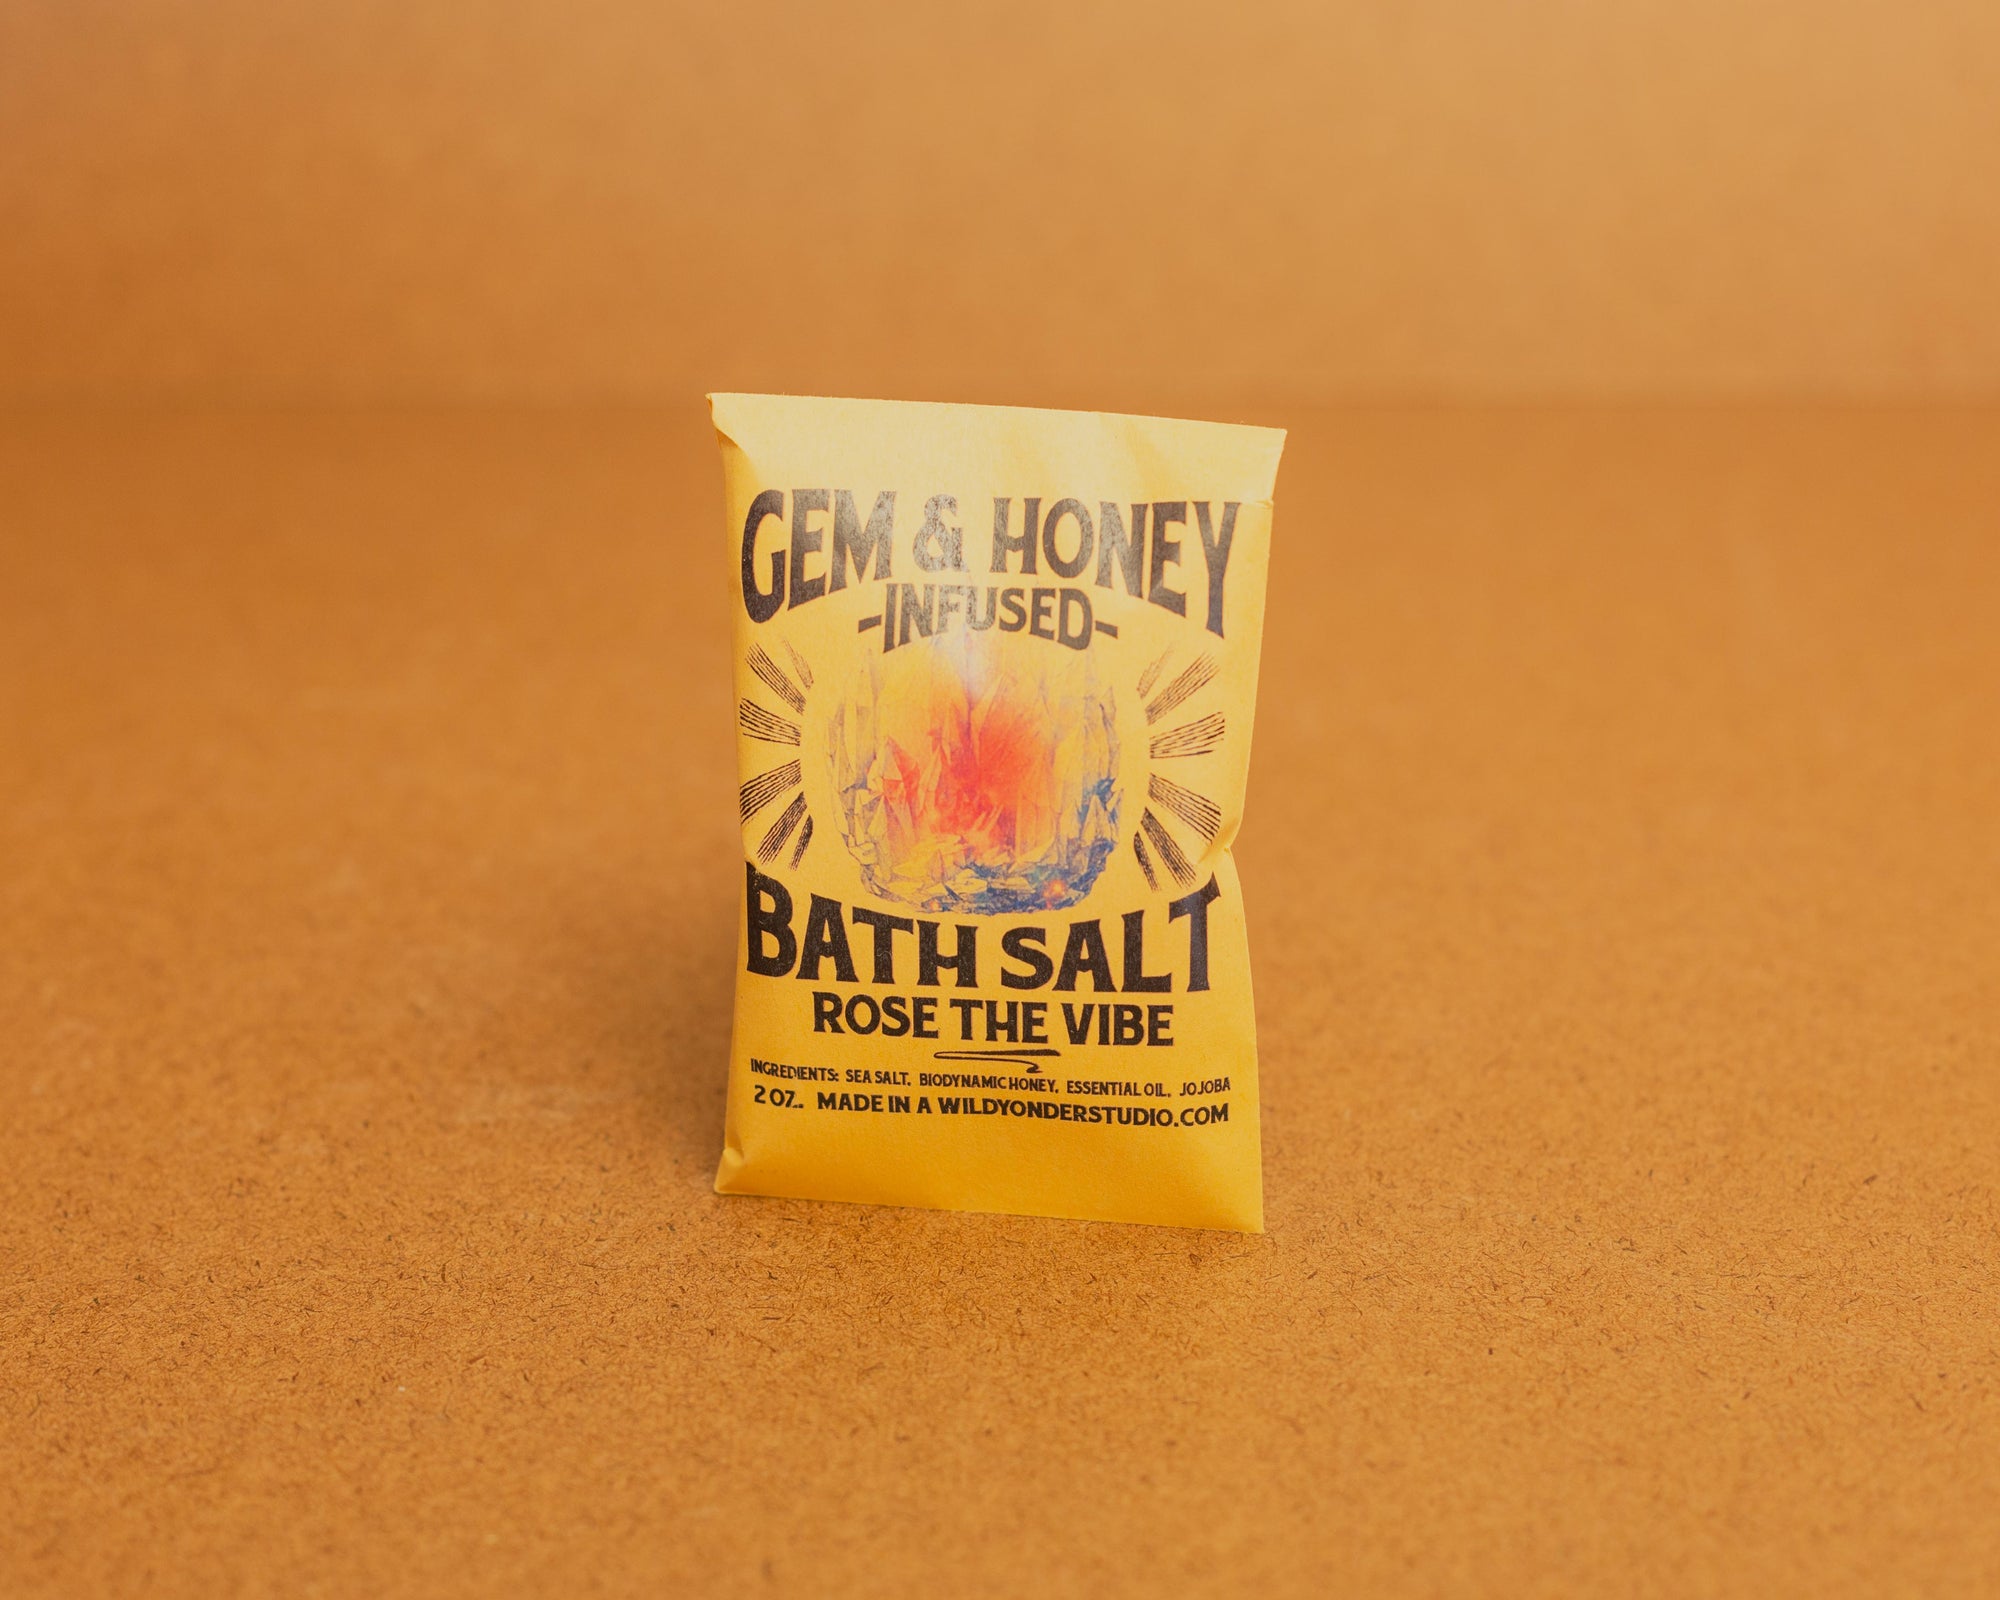 GEM & HONEY
-INFUSED-
BATH SALT
ROSE THE VIBE
INGREDIENTS: SEA SALT, BIODYNAMIC HONEY, ESSENTIAL OIL, JOJOBA
2 OZ.. MADE IN A WILDYONDERSTUDIO.COM